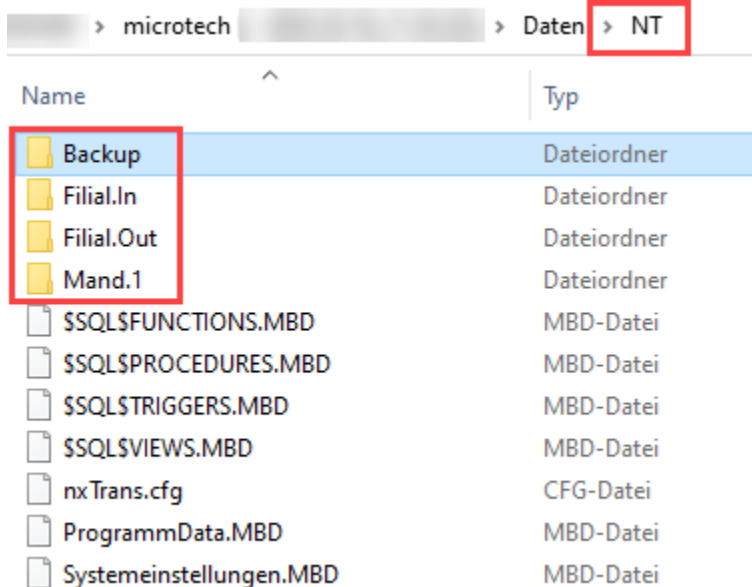 > microtech > Daten > NT
Name Typ
Backup Dateiordner
Filial.In Dateiordner
Filial.Out Dateiordner
Mand.1 Dateiordner
$SQL$FUNCTIONS.MBD MBD-Datei
$SQL$PROCEDURES.MBD MBD-Datei
$SQL$TRIGGERS.MBD MBD-Datei
$SQL$VIEWS.MBD MBD-Datei
nxTrans.cfg CFG-Datei
ProgrammData.MBD MBD-Datei
Systemeinstellungen.MBD MBD-Datei